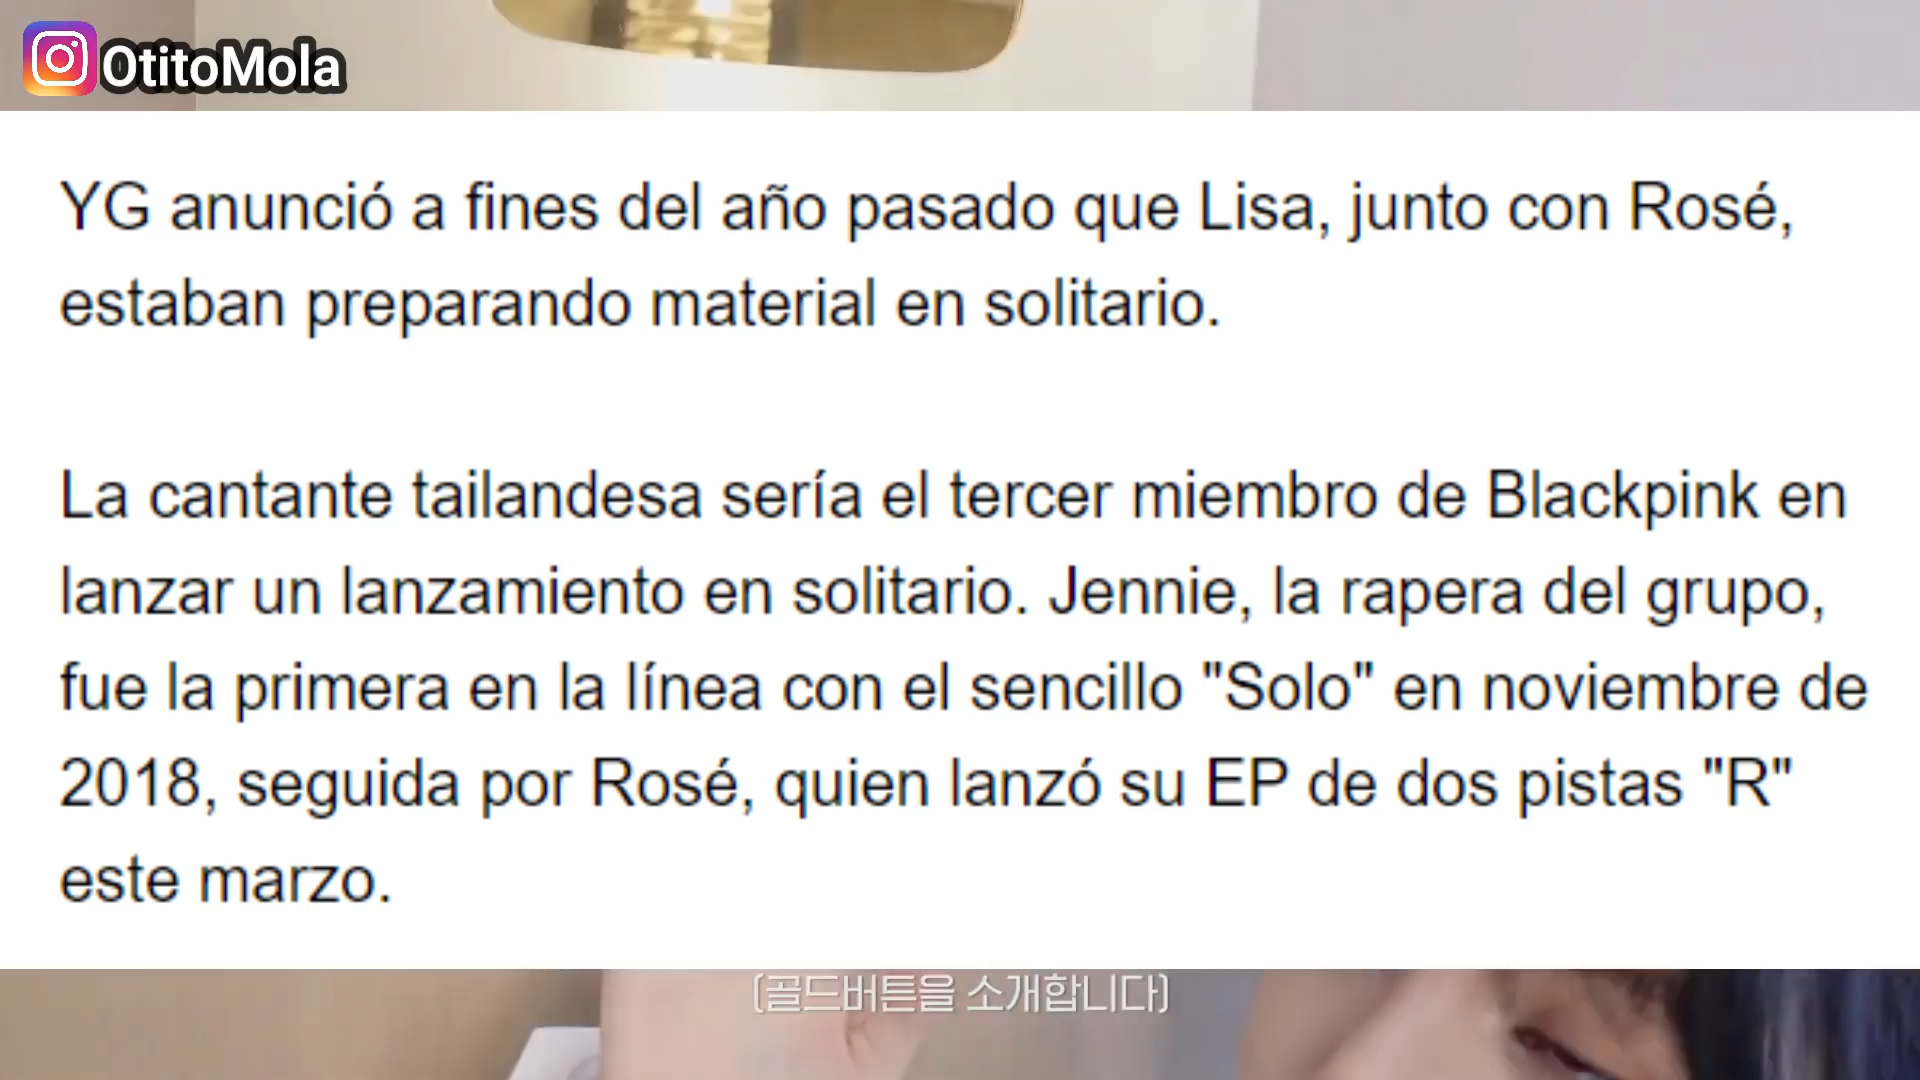 OtitoMola
YG anunció a fines del año pasado que Lisa, junto con Rosé,
estaban preparando material en solitario.
La cantante tailandesa sería el tercer miembro de Blackpink en
lanzar un lanzamiento en solitario. Jennie, la rapera del grupo,
fue la primera en la línea con el sencillo "Solo" en noviembre de
2018, seguida por Rosé, quien lanzó su EP de dos pistas "R"
este marzo.
(골드버튼을 소개합니다)